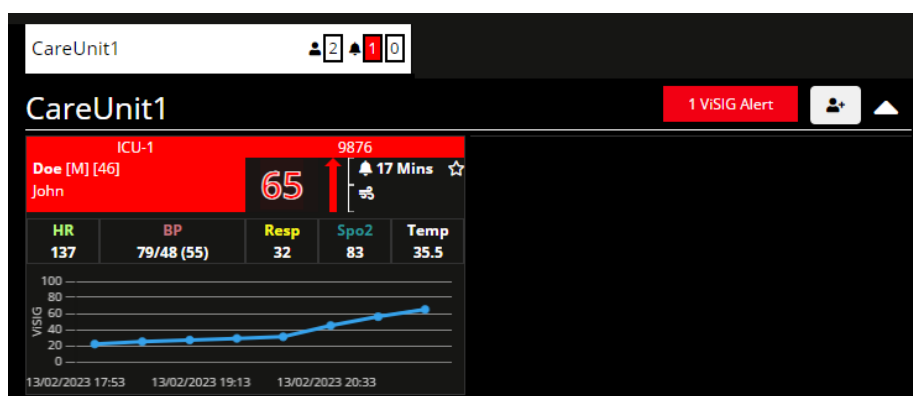 CareUnit1 2 1 0
CareUnit1 1 ViSIG Alert
ICU-1 9876
Doe [M] [46] 65 17 Mins
John
HR BP Resp Spo2 Temp
137 79/48 (55) 32 83 35.5
100
80
60
40
20
0
ViSIG
13/02/2023 17:53 13/02/2023 19:13 13/02/2023 20:33